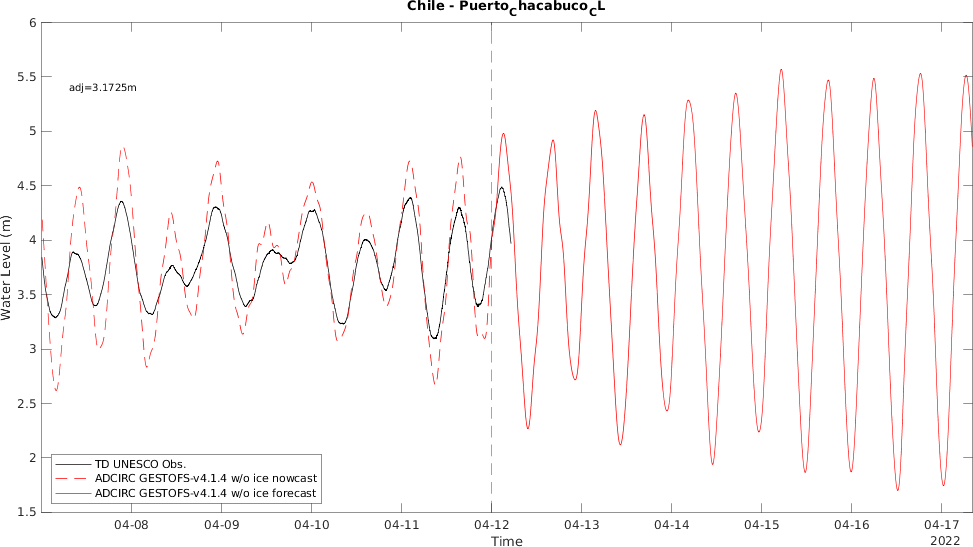 Chile - Puerto_Chacabuco_CL
6
5.5
adj=3.1725m
5
4.5
4
Water Level (m)
3.5
3
2.5
2
1.5
TD UNESCO Obs.
ADCIRC GESTOFS-v4.1.4 w/o ice nowcast
ADCIRC GESTOFS-v4.1.4 w/o ice forecast
04-08 04-09 04-10 04-11 04-12 04-13 04-14 04-15 04-16 04-17
Time
2022